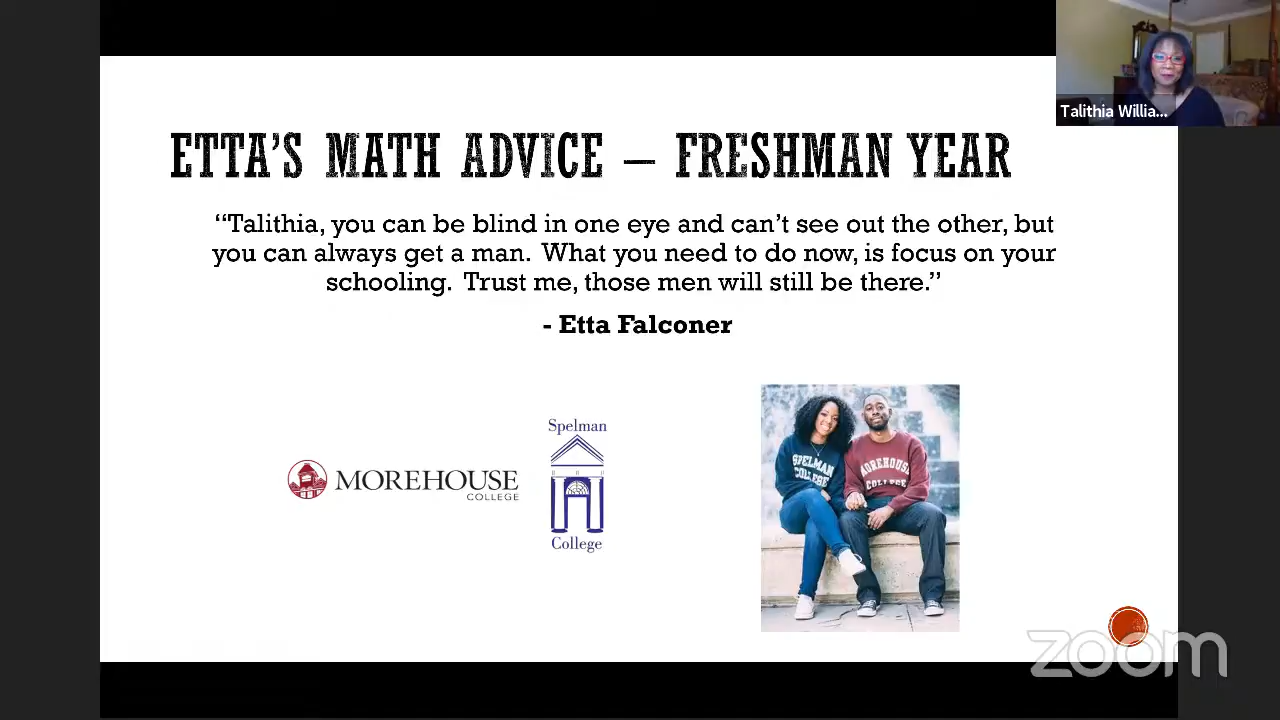 Talithia Willia...
ETTA'S MATH ADVICE – FRESHMAN YEAR
“Talithia, you can be blind in one eye and can’t see out the other, but
you can always get a man. What you need to do now, is focus on your
schooling. Trust me, those men will still be there.”
- Etta Falconer
MOREHOUSE
COLLEGE
Spelman
College
SPELMAN
COLLEGE
MOREHOUSE
COLLEGE
zoom